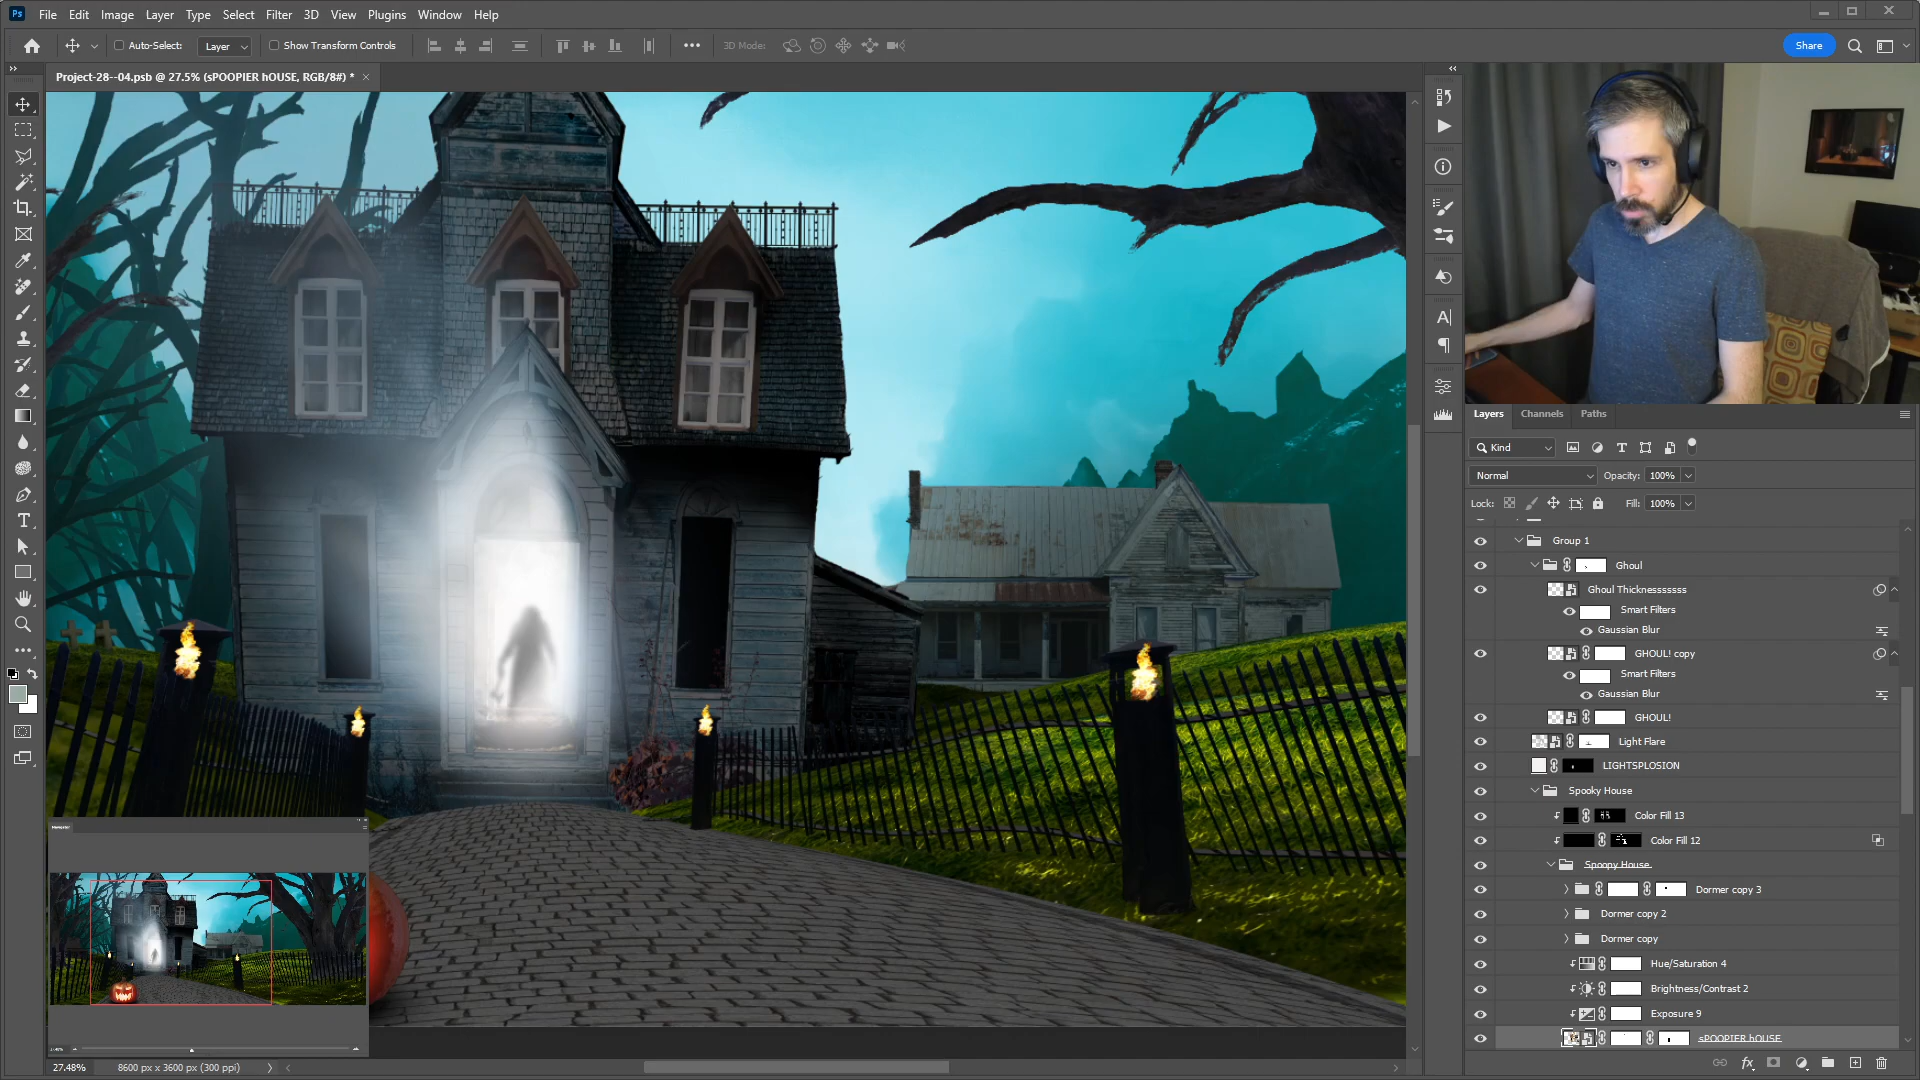 Ps File Edit Image Layer Type Select Filter 3D View Plugins Window Help
Auto-Select: Layer Show Transform Controls ••• 3D Mode: Share
Project-28--04.psb @ 27.5% (sPOOPIER hOUSE, RGB/8#) *
Layers Channels Paths
Kind
Normal Opacity: 100%
Lock: Fill: 100%
Group 1
Ghoul
Ghoul Thicknesssssss
Smart Filters
Gaussian Blur
GHOUL! copy
Smart Filters
Gaussian Blur
GHOUL!
Light Flare
LIGHTSPLOSION
Spooky House
Color Fill 13
Color Fill 12
Spoopy House
Dormer copy 3
Dormer copy 2
Dormer copy
Hue/Saturation 4
Brightness/Contrast 2
Exposure 9
sPOOPIER hOUSE
27.48% 8600 px x 3600 px (300 ppi)